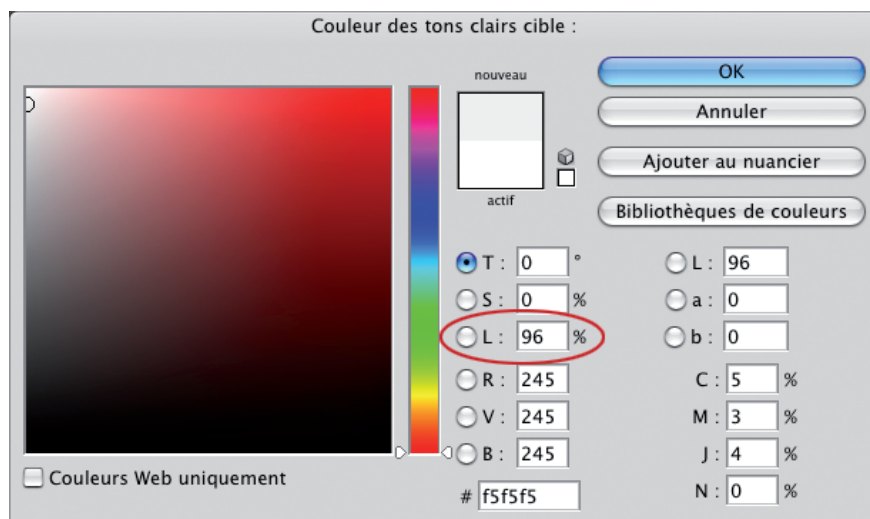 Couleur des tons clairs cible :
nouveau
actif
OK
Annuler
Ajouter au nuancier
Bibliothèques de couleurs
T : 0 °
S : 0 %
L : 96 %
R : 245
V : 245
B : 245
# f5f5f5
L : 96
a : 0
b : 0
C : 5 %
M : 3 %
J : 4 %
N : 0 %
Couleurs Web uniquement